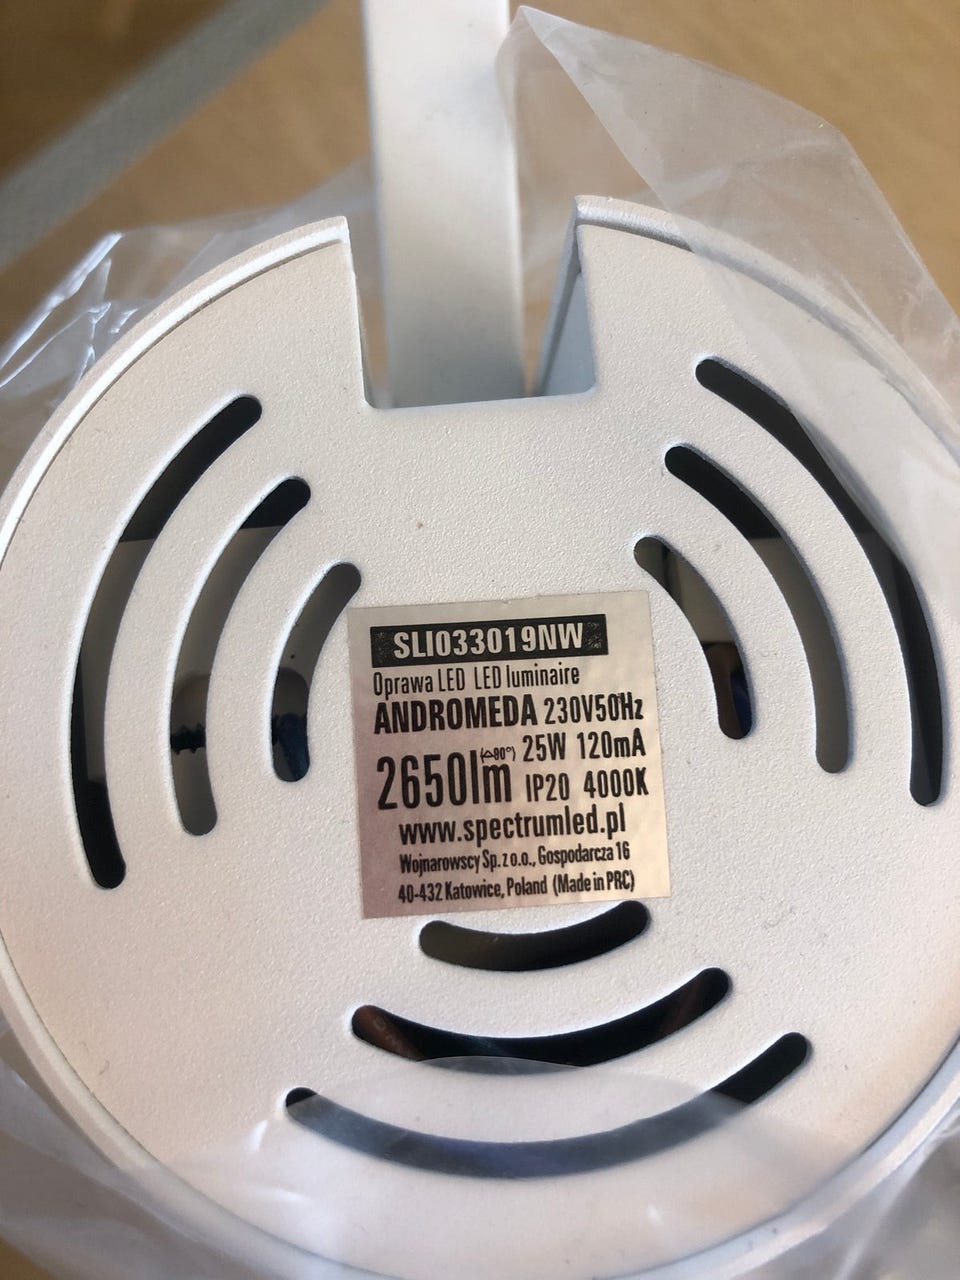 SLI033019NW
Oprawa LED LED luminaire
ANDROMEDA 230V50Hz
2650lm 25W 120mA
IP20 4000K
www.spectrumled.pl
Wojnarowscy Sp. z o.o., Gospodarcza 16
40-432 Katowice, Poland (Made in PRC)